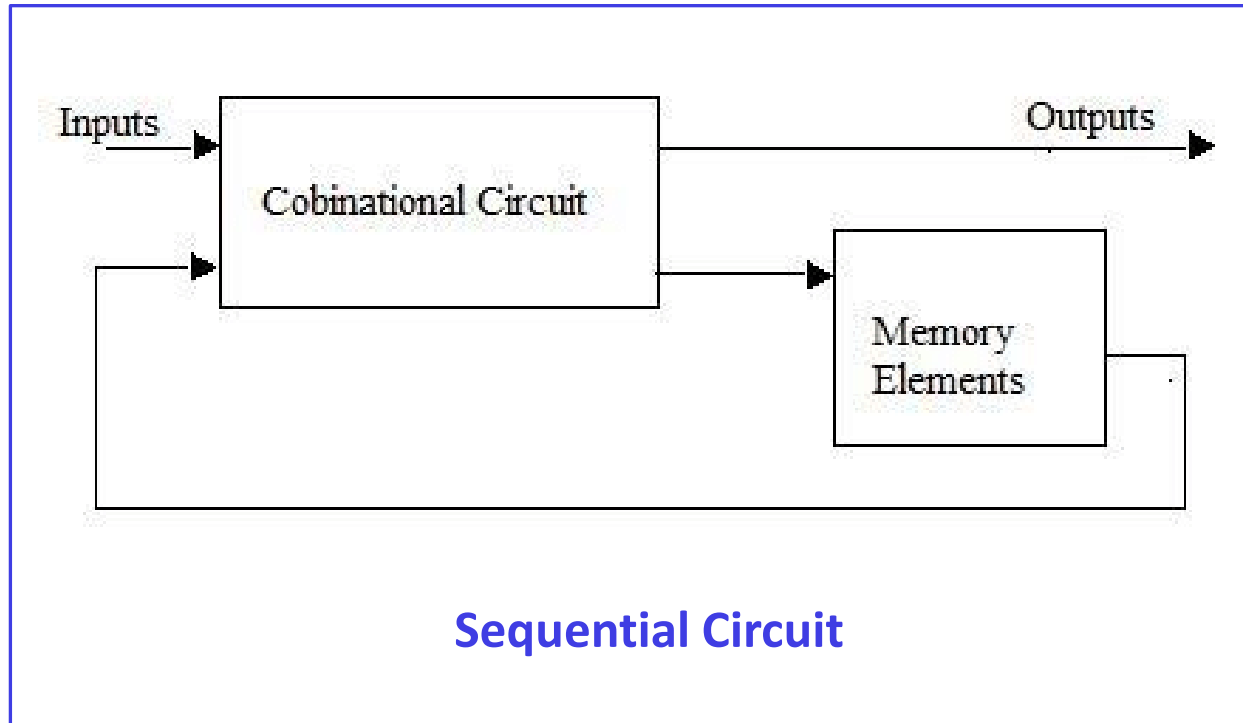 Inputs
Outputs
Cobinational Circuit
Memory
Elements
Sequential Circuit